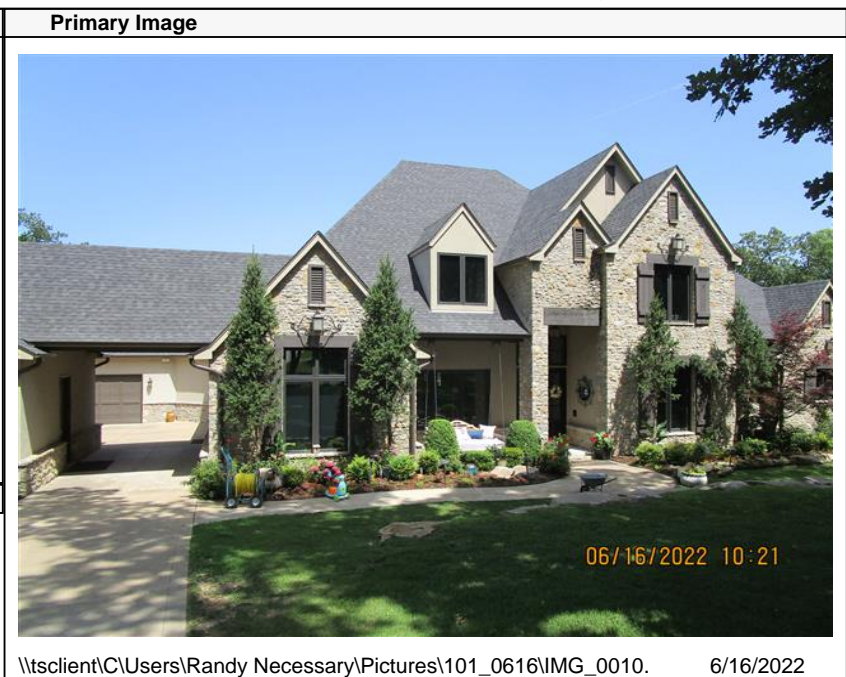 Primary Image
06/16/2022 10:21
\\tsclient\C\Users\Randy Necessary\Pictures\101_0616\IMG_0010.    6/16/2022